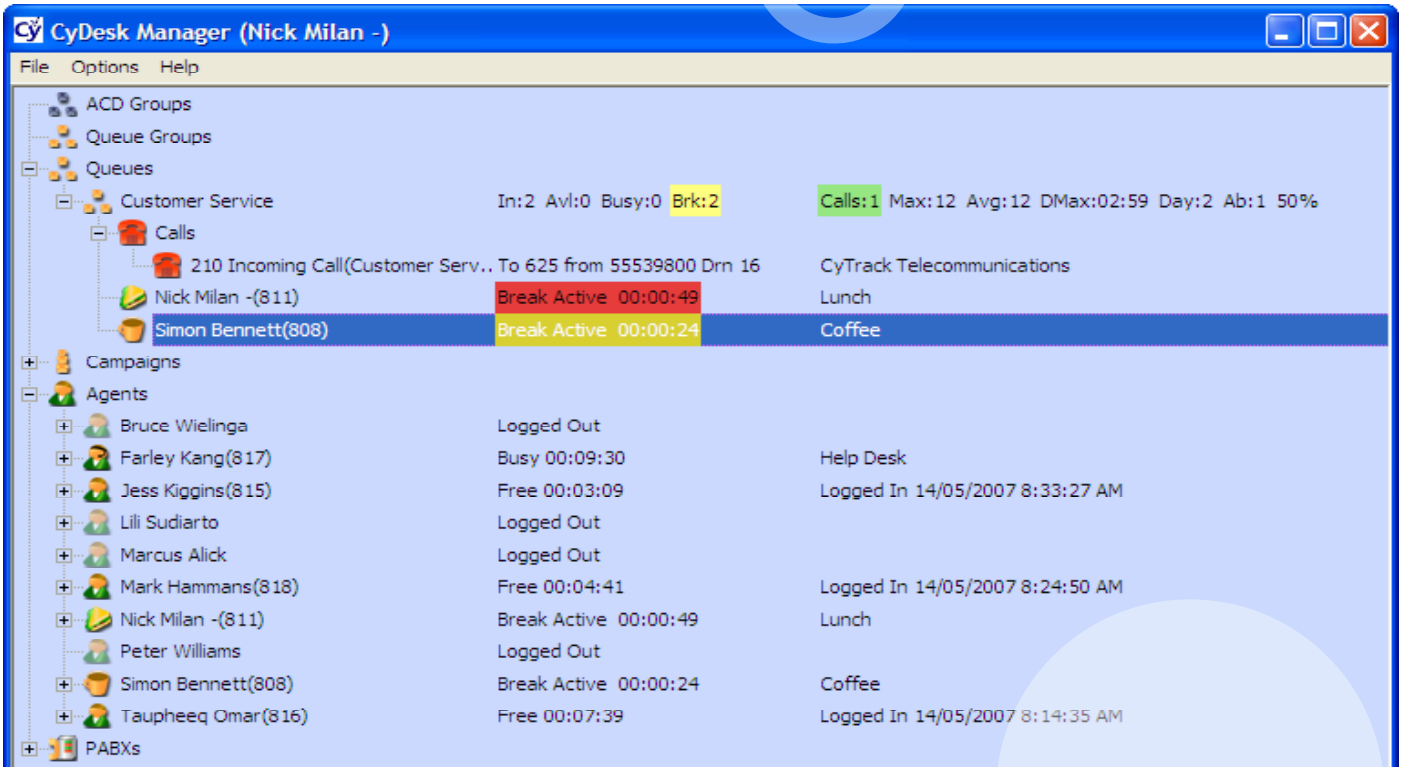 Cÿ CyDesk Manager (Nick Milan -)
File Options Help
ACD Groups
Queue Groups
Queues
Customer Service In:2 Avl:0 Busy:0 Brk:2 Calls:1 Max:12 Avg:12 DMax:02:59 Day:2 Ab:1 50%
Calls
210 Incoming Call(Customer Serv.. To 625 from 55539800 Drn 16 CyTrack Telecommunications
Nick Milan -(811) Break Active 00:00:49 Lunch
Simon Bennett(808) Break Active 00:00:24 Coffee
Campaigns
Agents
Bruce Wielinga Logged Out
Farley Kang(817) Busy 00:09:30 Help Desk
Jess Kiggins(815) Free 00:03:09 Logged In 14/05/2007 8:33:27 AM
Lili Sudiarto Logged Out
Marcus Alick Logged Out
Mark Hammans(818) Free 00:04:41 Logged In 14/05/2007 8:24:50 AM
Nick Milan -(811) Break Active 00:00:49 Lunch
Peter Williams Logged Out
Simon Bennett(808) Break Active 00:00:24 Coffee
Taupheeq Omar(816) Free 00:07:39 Logged In 14/05/2007 8:14:35 AM
PABXs